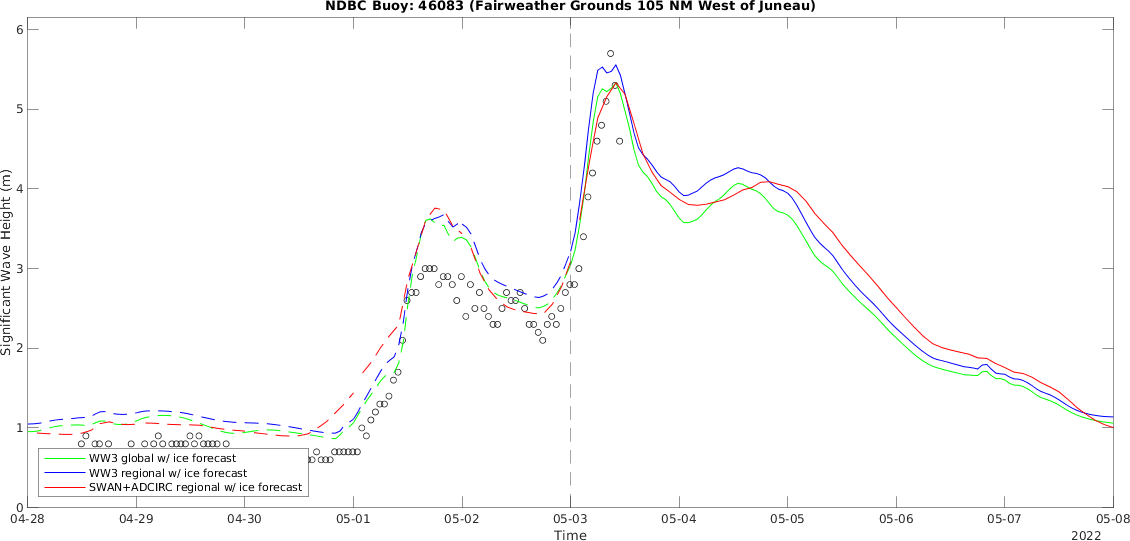 NDBC Buoy: 46083 (Fairweather Grounds 105 NM West of Juneau)
6
5
4
3
2
1
0
Significant Wave Height (m)
WW3 global w/ ice forecast
WW3 regional w/ ice forecast
SWAN+ADCIRC regional w/ ice forecast
04-28 04-29 04-30 05-01 05-02 05-03 05-04 05-05 05-06 05-07 05-08
Time
2022